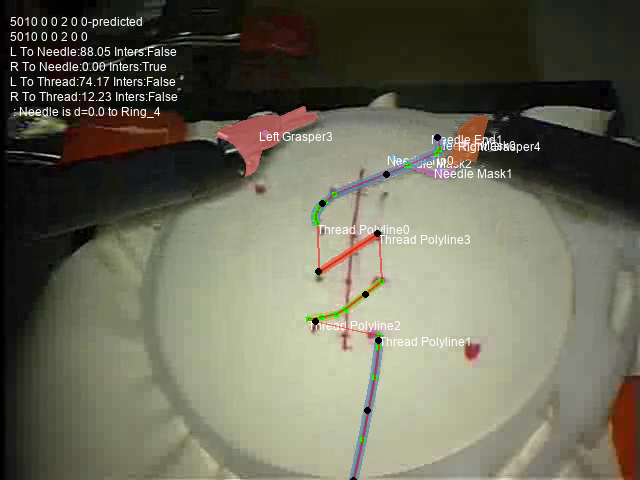 5010 0 0 2 0 0-predicted
5010 0 0 2 0 0
L To Needle:88.05 Inters:False
R To Needle:0.00 Inters:True
L To Thread:74.17 Inters:False
R To Thread:12.23 Inters:False
: Needle is d=0.0 to Ring_4
Left Grasper3
Needle End1
Right Grasper4
Needle Mask1
Thread Polyline0
Thread Polyline3
Thread Polyline2
Thread Polyline1